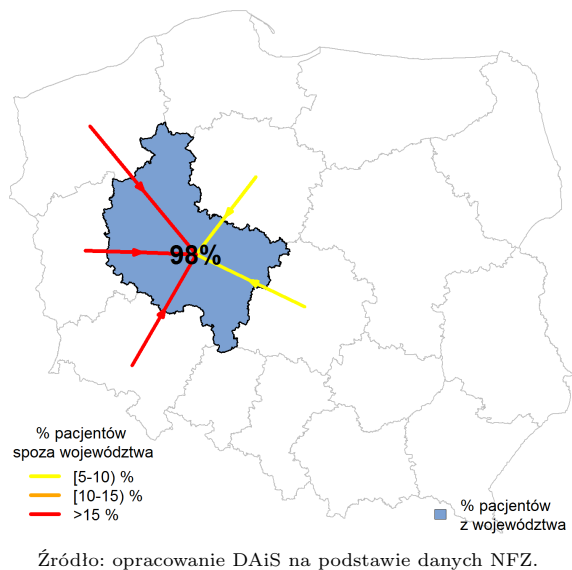 98%
% pacjentów
spoza województwa
[5-10) %
[10-15) %
>15 %
% pacjentów
z województwa
Źródło: opracowanie DAiS na podstawie danych NFZ.